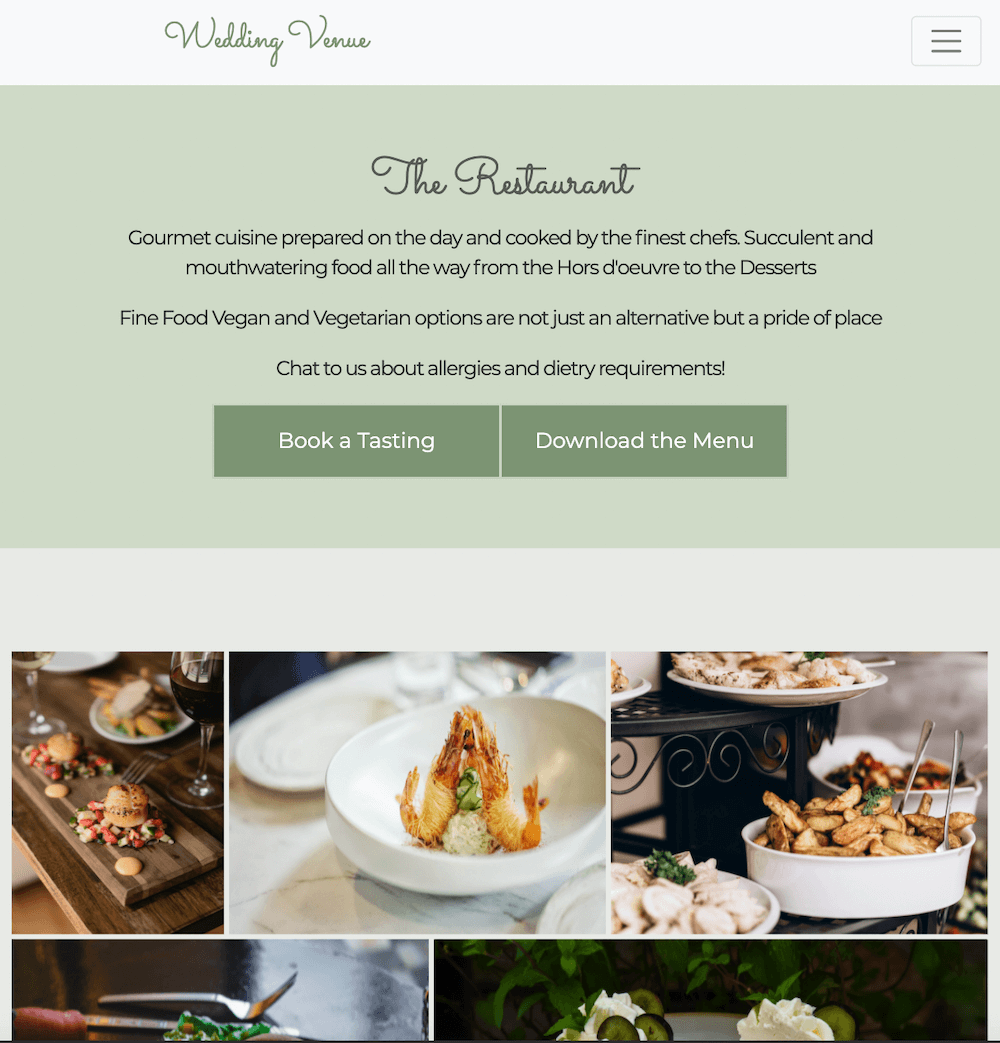 Wedding Venue
The Restaurant
Gourmet cuisine prepared on the day and cooked by the finest chefs. Succulent and
mouthwatering food all the way from the Hors d'oeuvre to the Desserts
Fine Food Vegan and Vegetarian options are not just an alternative but a pride of place
Chat to us about allergies and dietry requirements!
Book a Tasting
Download the Menu